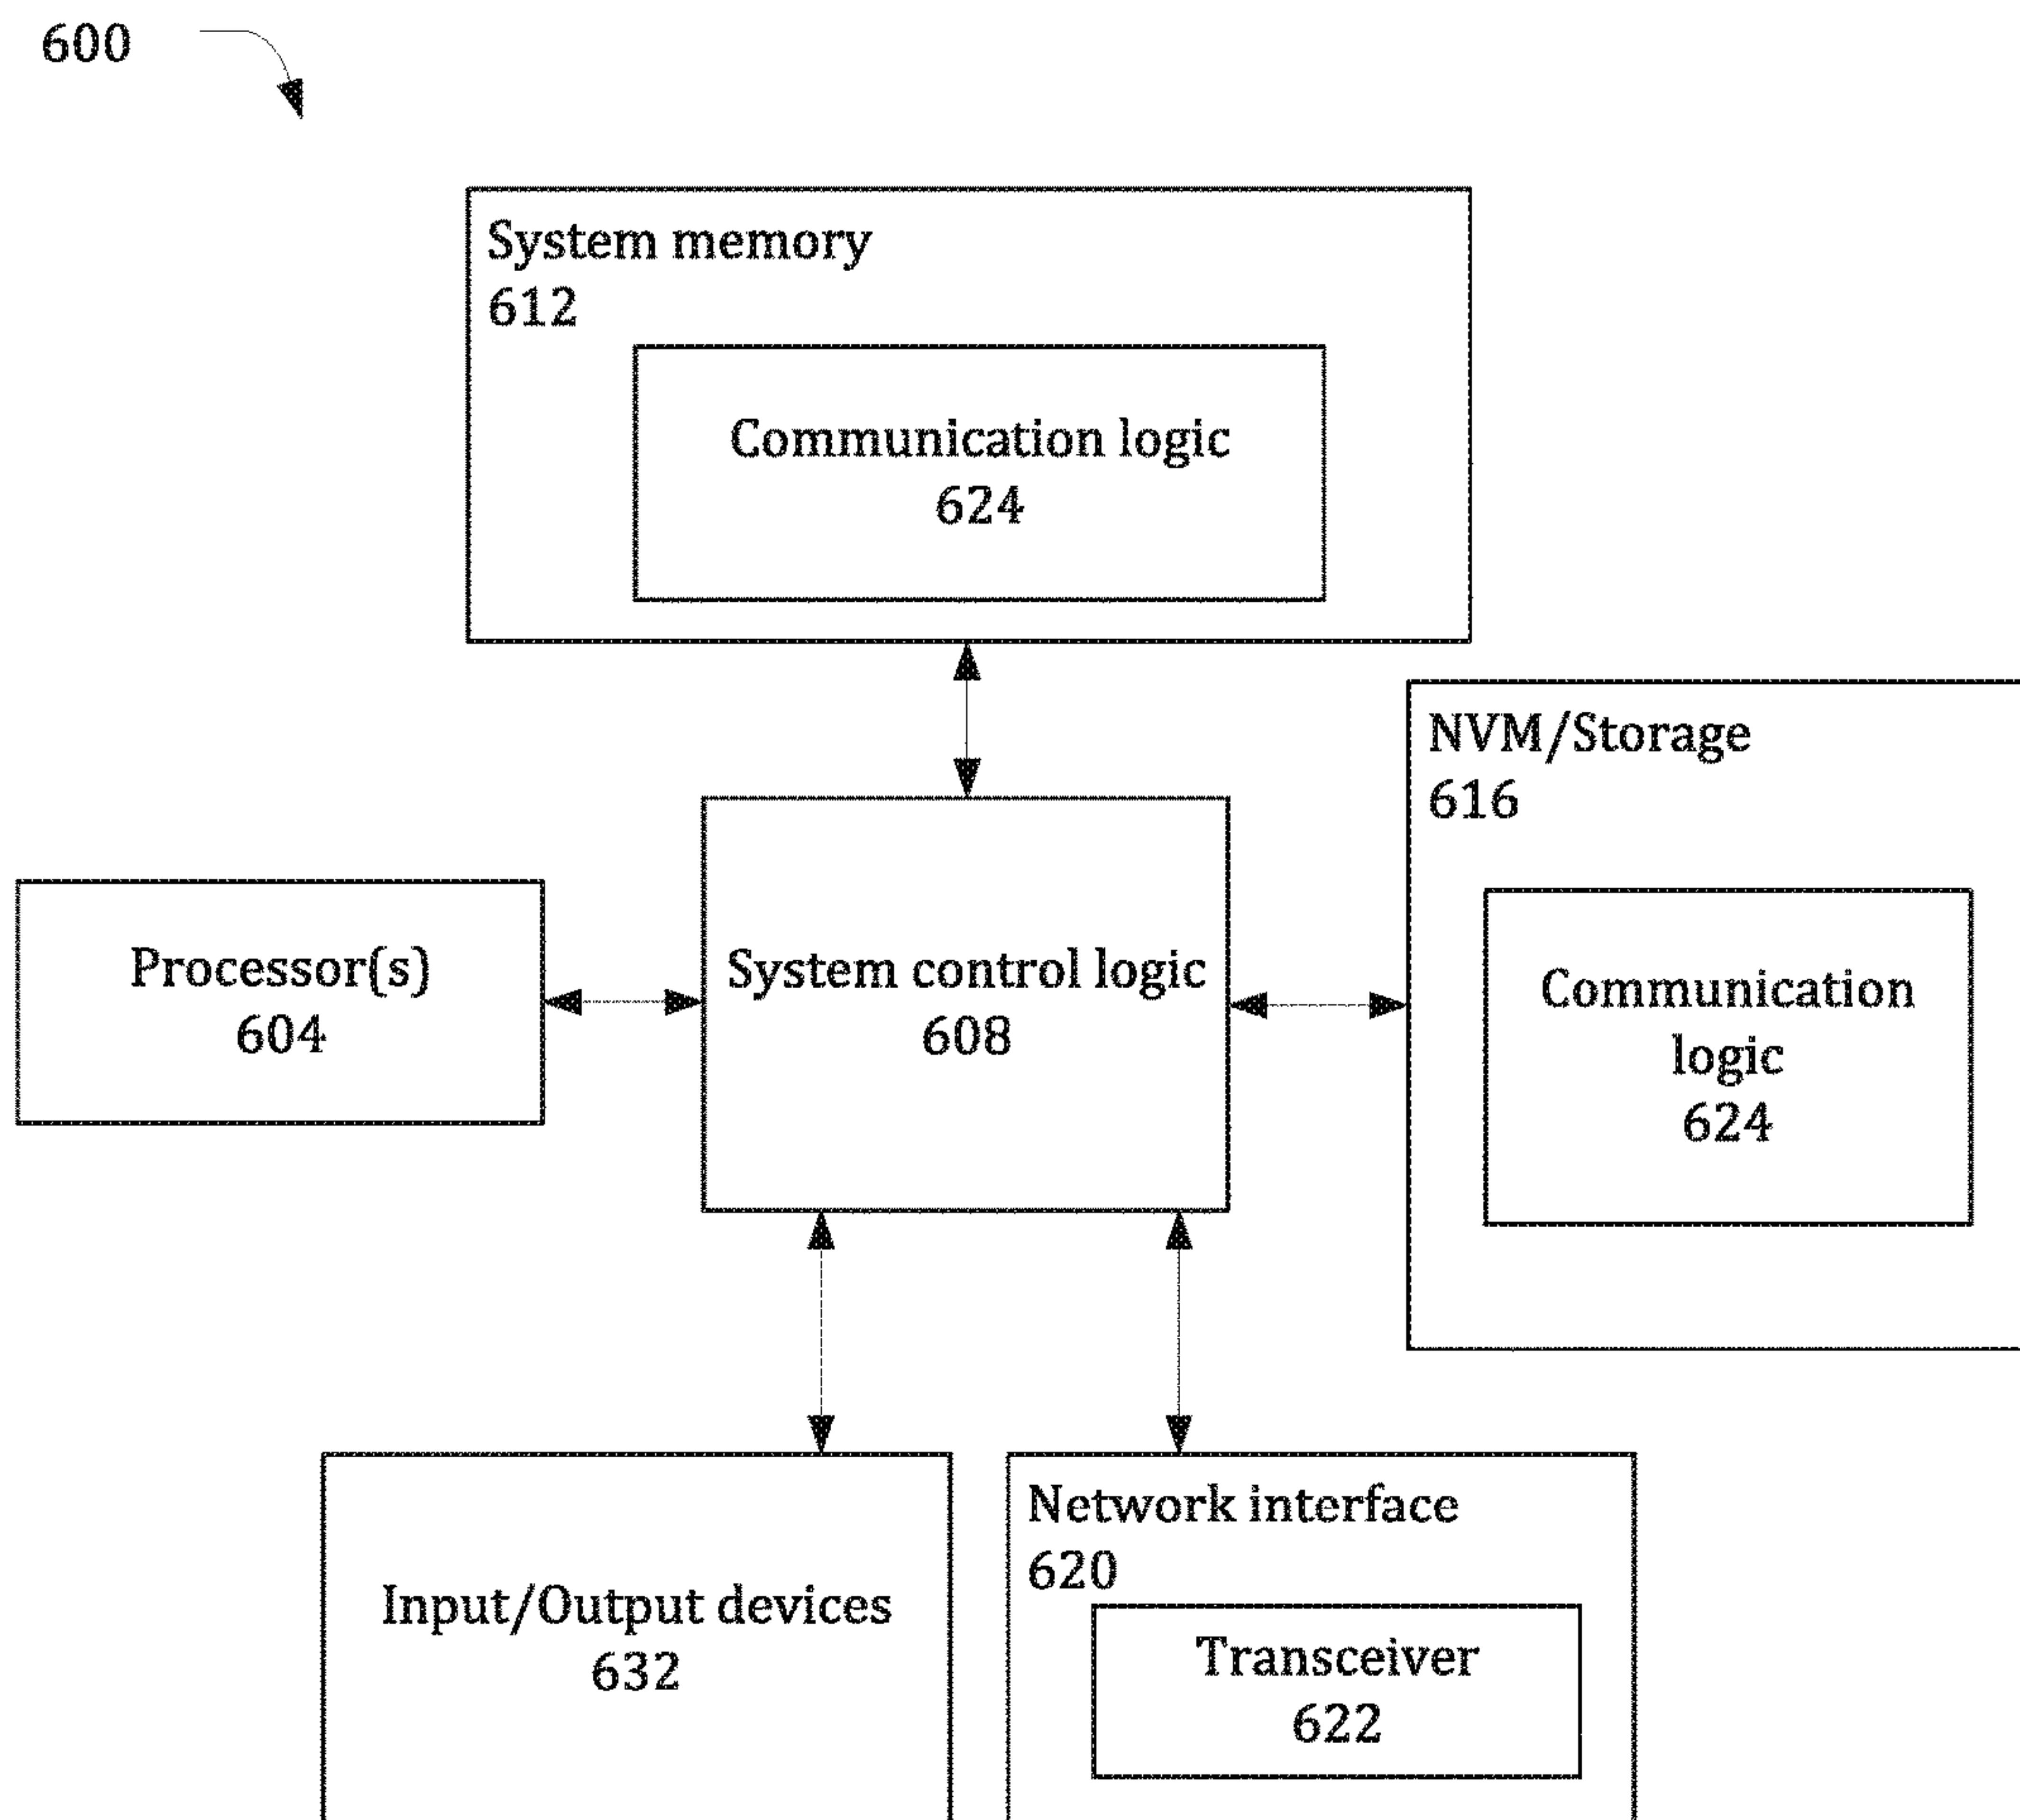 600
System memory
612
Communication logic
624
NVM/Storage
616
Processor(s)
604
System control logic
608
Communication
logic
624
Input/Output devices
632
Network interface
620
Transceiver
622